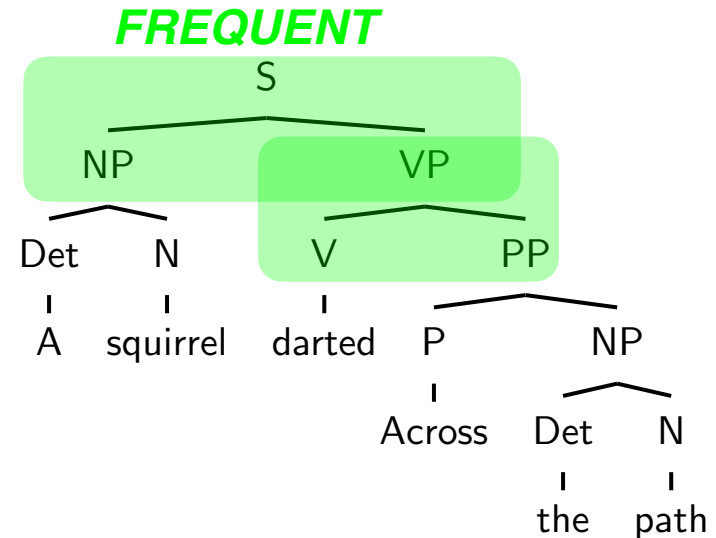 FREQUENT
S
NP VP
Det N V PP
A squirrel darted P NP
Across Det N
the path